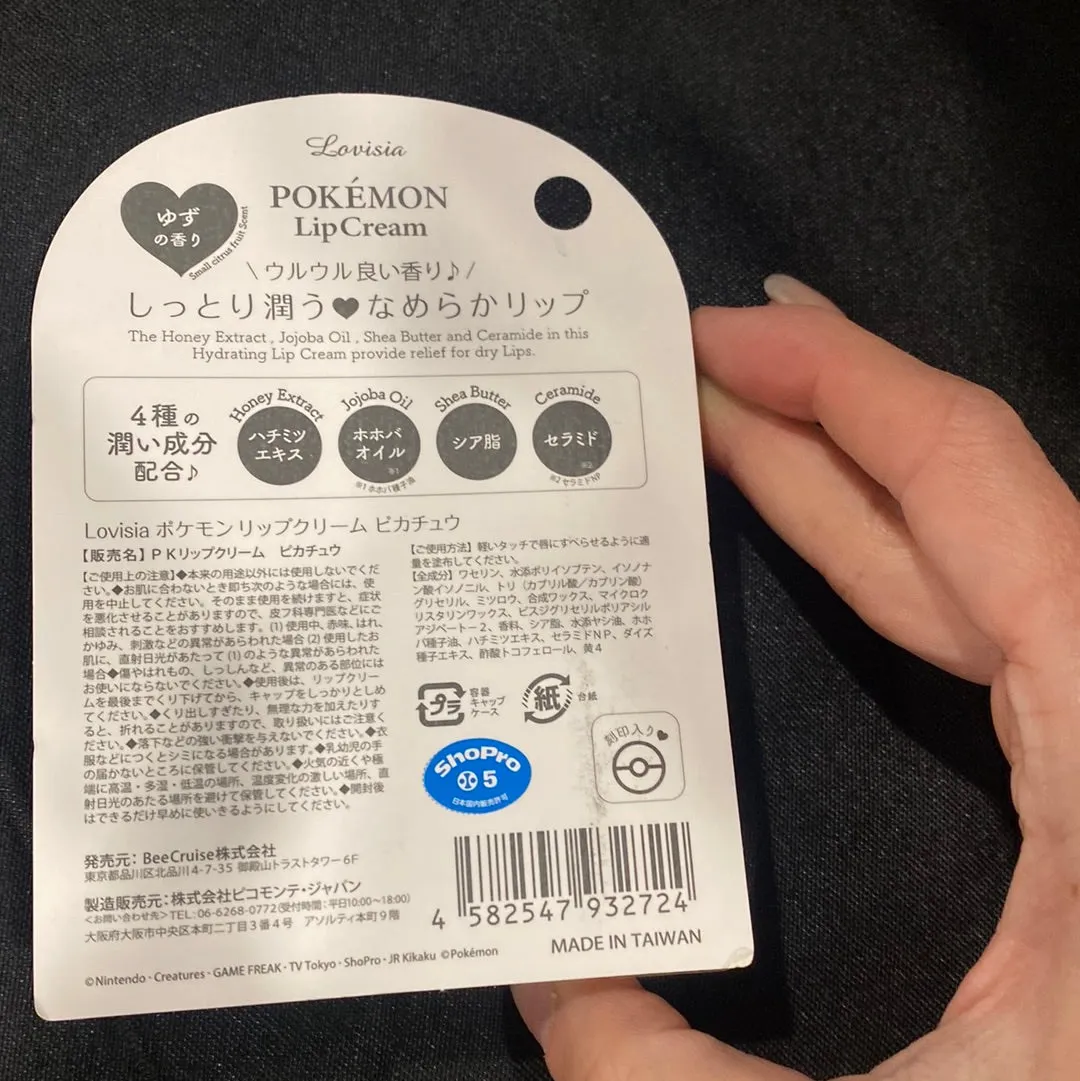 Lovisia
POKÉMON
Lip Cream
ゆず
の香り
Small citrus fruit Scent
\ ウルウル良い香り♪ /
しっとり潤う♥なめらかリップ
The Honey Extract , Jojoba Oil , Shea Butter and Ceramide in this
Hydrating Lip Cream provide relief for dry Lips.
4種の
潤い成分
配合♪
Honey Extract
ハチミツ
エキス
Jojoba Oil
ホホバ
オイル
※1
※1 ホホバ種子油
Shea Butter
シア脂
Ceramide
セラミド
※2
※2 セラミドNP
Lovisia ポケモン リップクリーム ピカチュウ
【販売名】PKリップクリーム ピカチュウ
【ご使用上の注意】◆本来の用途以外には使用しないでくだ
さい。◆お肌に合わないとき即ち次のような場合には、使
用を中止してください。そのまま使用を続けますと、症状
を悪化させることがありますので、皮フ科専門医などにご
相談されることをおすすめします。(1) 使用中、赤味、はれ、
かゆみ、刺激などの異常があらわれた場合 (2) 使用したお
肌に、直射日光があたって (1) のような異常があらわれた
場合◆傷やはれもの、しっしんなど、異常のある部位には
お使いにならないでください。◆使用後は、リップクリー
ムを最後までくり下げてから、キャップをしっかりとしめ
てください。◆くり出しすぎたり、無理な力を加えたりす
ると、折れることがありますので、取り扱いにはご注意く
ださい。◆落下などの強い衝撃を与えないでください。◆衣
服などにつくとシミになる場合があります。◆乳幼児の手
の届かないところに保管してください。◆火気の近くや極
端に高温・多湿・低温の場所、温度変化の激しい場所、直
射日光のあたる場所を避けて保管してください。◆開封後
はできるだけ早めに使いきるようにしてください。
【ご使用方法】軽いタッチで唇にすべらせるように適
量を塗布してください。
【全成分】ワセリン、水添ポリイソブテン、イソノナ
ン酸イソノニル、トリ（カプリル酸／カプリン酸）
グリセリル、ミツロウ、合成ワックス、マイクロク
リスタリンワックス、ビスジグリセリルポリアシル
アジペート－2、香料、シア脂、水添ヤシ油、ホホ
バ種子油、ハチミツエキス、セラミドNP、ダイズ
種子エキス、酢酸トコフェロール、黄4
プラ
容器
キャップ
ケース
紙
台紙
ShoPro
5
日本国内販売許可
刻印入り♥
発売元：BeeCruise株式会社
東京都品川区北品川4-7-35 御殿山トラストタワー6F
製造販売元：株式会社ピコモンテ・ジャパン
＜お問い合わせ先＞TEL：06-6268-0772（受付時間：平日10:00〜18:00）
大阪府大阪市中央区本町二丁目3番4号 アソルティ本町9階
4 582547 932724
MADE IN TAIWAN
©Nintendo・Creatures・GAME FREAK・TV Tokyo・ShoPro・JR Kikaku ©Pokémon